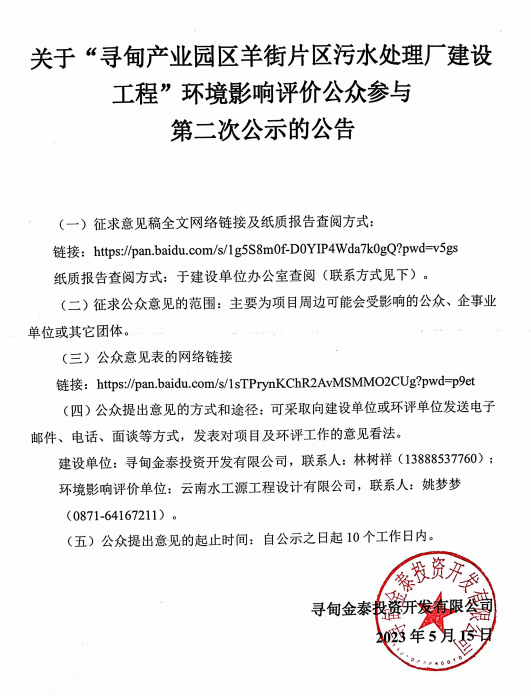 关于“寻甸产业园区羊街片区污水处理厂建设
工程”环境影响评价公众参与
第二次公示的公告
（一）征求意见稿全文网络链接及纸质报告查阅方式：
链接：https://pan.baidu.com/s/1g5S8m0f-D0YIP4Wda7k0gQ?pwd=v5gs
纸质报告查阅方式：于建设单位办公室查阅（联系方式见下）。
（二）征求公众意见的范围：主要为项目周边可能会受影响的公众、企事业
单位或其它团体。
（三）公众意见表的网络链接
链接：https://pan.baidu.com/s/1sTPrynKChR2AvMSMMO2CUg?pwd=p9et
（四）公众提出意见的方式和途径：可采取向建设单位或环评单位发送电子
邮件、电话、面谈等方式，发表对项目及环评工作的意见看法。
建设单位：寻甸金泰投资开发有限公司，联系人：林树祥（13888537760）；
环境影响评价单位：云南水工源工程设计有限公司，联系人：姚梦梦
（0871-64167211）。
（五）公众提出意见的起止时间：自公示之日起 10 个工作日内。
寻甸金泰投资开发有限公司
寻甸金泰投资开发有限公司
2023 年 5 月 15 日